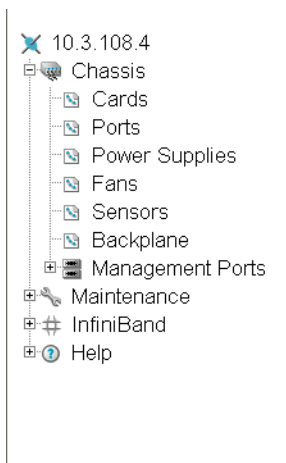 10.3.108.4
Chassis
Cards
Ports
Power Supplies
Fans
Sensors
Backplane
Management Ports
Maintenance
InfiniBand
Help